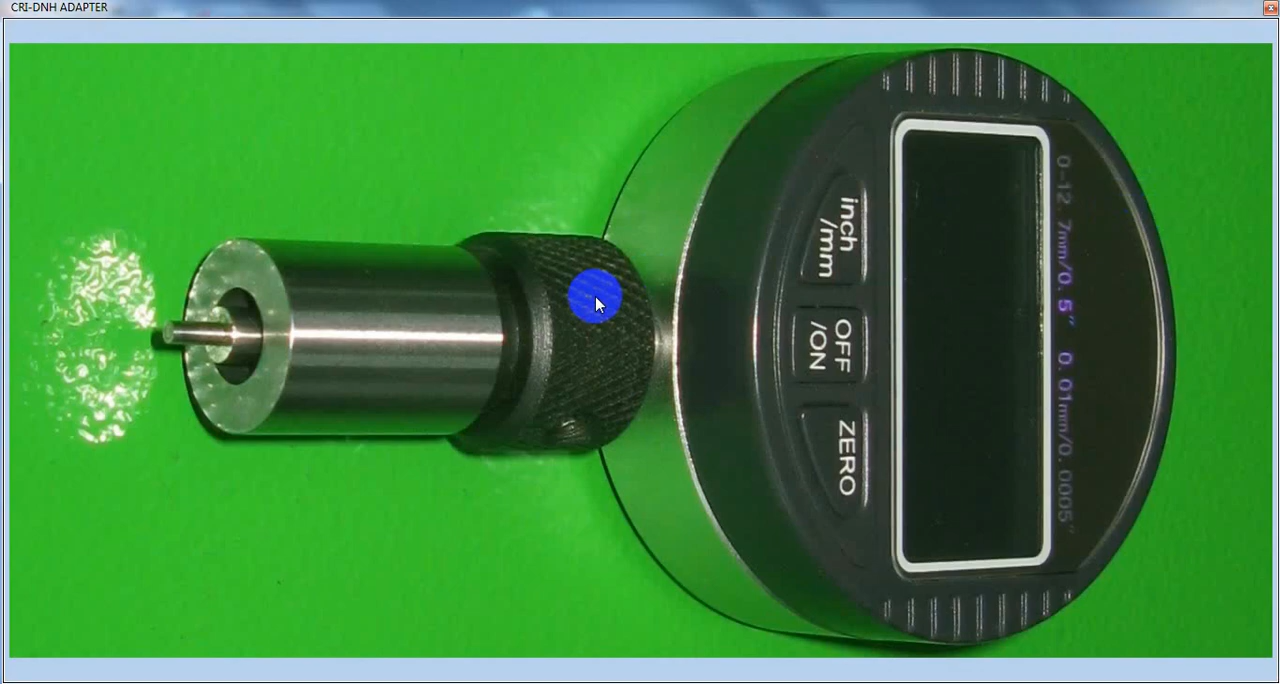 CRI-DNH ADAPTER
inch
/mm
OFF
/ON
ZERO
0-12.7mm/0.5" 0.01mm/0.0005"